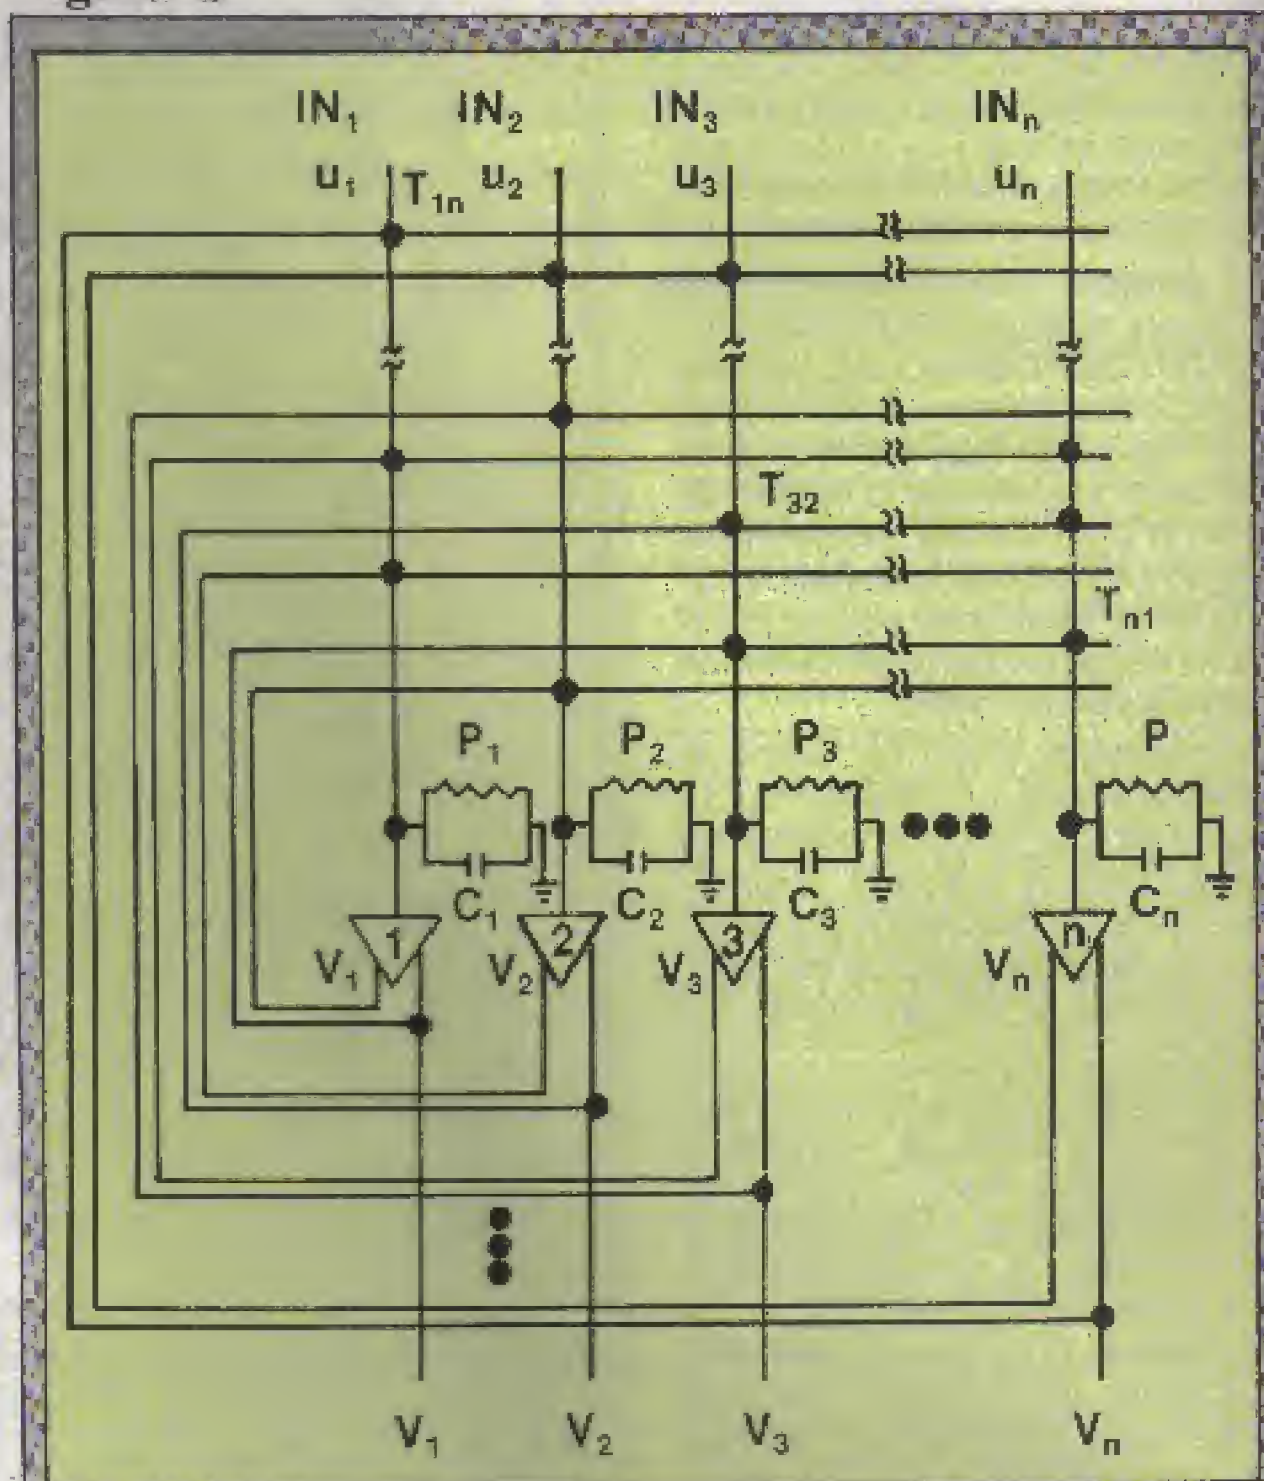 IN₁ IN₂ IN₃ INₙ
u₁ T₁ₙ u₂ u₃ uₙ
T₃₂
Tₙ₁
P₁ P₂ P₃ P
C₁ C₂ C₃ Cₙ
1 2 3 n
V₁ V₂ V₃ Vₙ
V₁ V₂ V₃ Vₙ